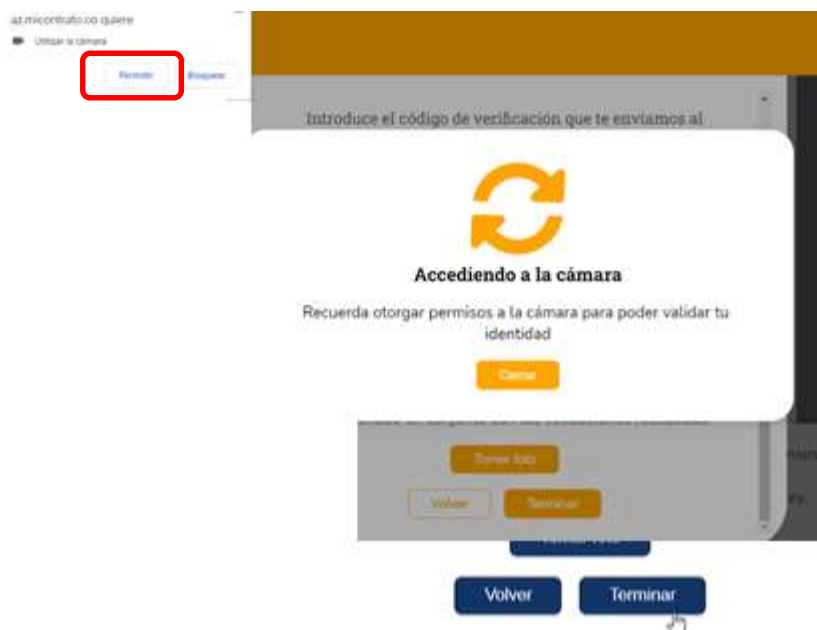 az.micontrato.co quiere
Utilizar la cámara
Permitir
Bloquear
Introduce el código de verificación que te enviamos al
Accediendo a la cámara
Recuerda otorgar permisos a la cámara para poder validar tu
identidad
Cerrar
Tomar foto
Volver
Terminar
Volver
Terminar